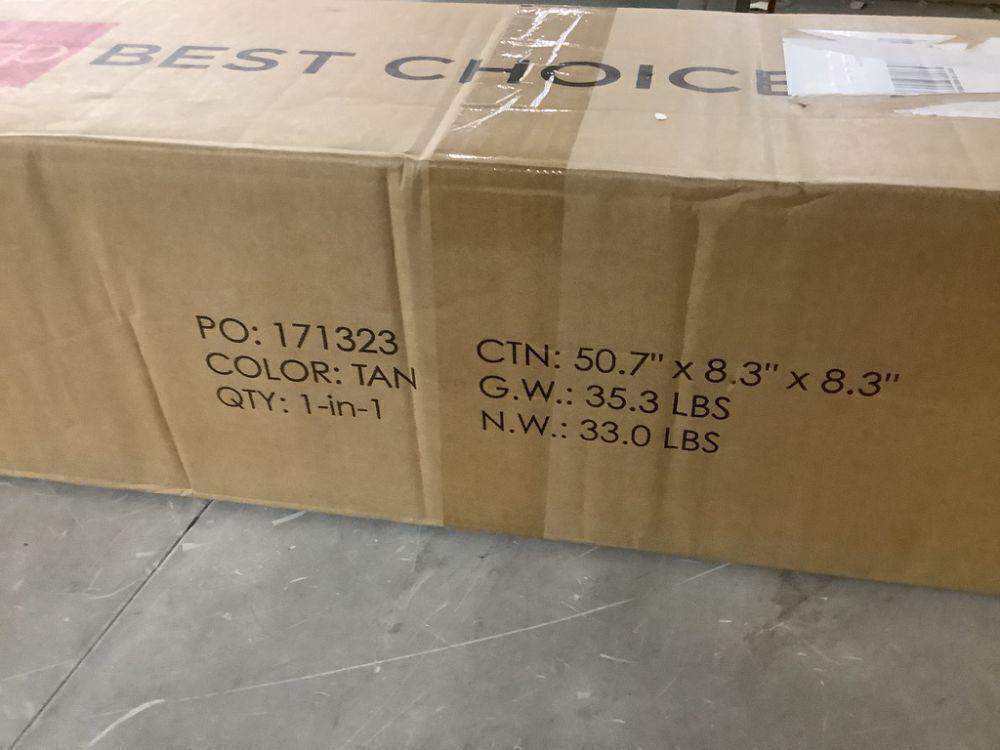 BEST CHOICE
PO: 171323
COLOR: TAN
QTY: 1-in-1
CTN: 50.7" x 8.3" x 8.3"
G.W.: 35.3 LBS
N.W.: 33.0 LBS